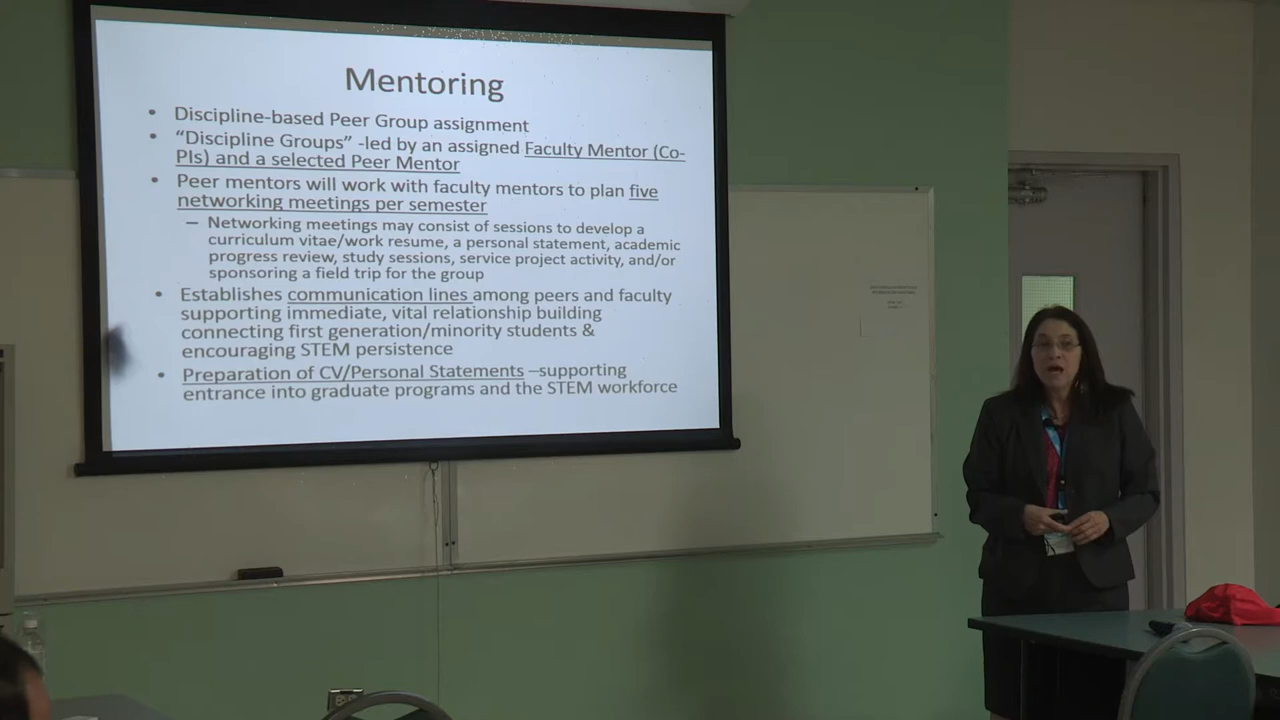 Mentoring
• Discipline-based Peer Group assignment
• “Discipline Groups” -led by an assigned Faculty Mentor (Co-
PIs) and a selected Peer Mentor
• Peer mentors will work with faculty mentors to plan five
networking meetings per semester
– Networking meetings may consist of sessions to develop a
curriculum vitae/work resume, a personal statement, academic
progress review, study sessions, service project activity, and/or
sponsoring a field trip for the group
• Establishes communication lines among peers and faculty
supporting immediate, vital relationship building
connecting first generation/minority students &
encouraging STEM persistence
• Preparation of CV/Personal Statements –supporting
entrance into graduate programs and the STEM workforce